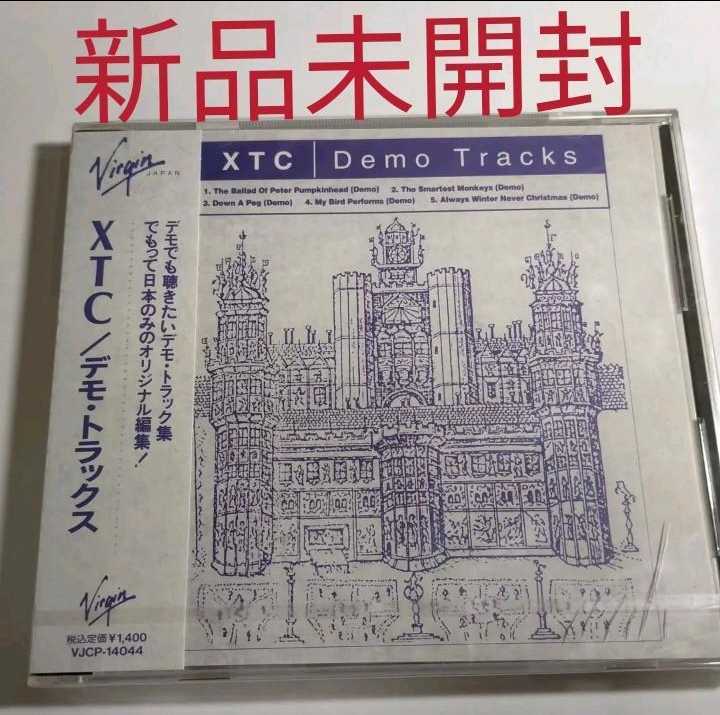 新品未開封
Virgin
JAPAN
XTC | Demo Tracks
1. The Ballad Of Peter Pumpkinhead (Demo) 2. The Smartest Monkeys (Demo)
3. Down A Peg (Demo) 4. My Bird Performs (Demo) 5. Always Winter Never Christmas (Demo)
デモでも聴きたいデモ・トラック集
でもって日本のみのオリジナル編集!
XTC/デモ・トラックス
Virgin
税込定価¥1,400
VJCP-14044